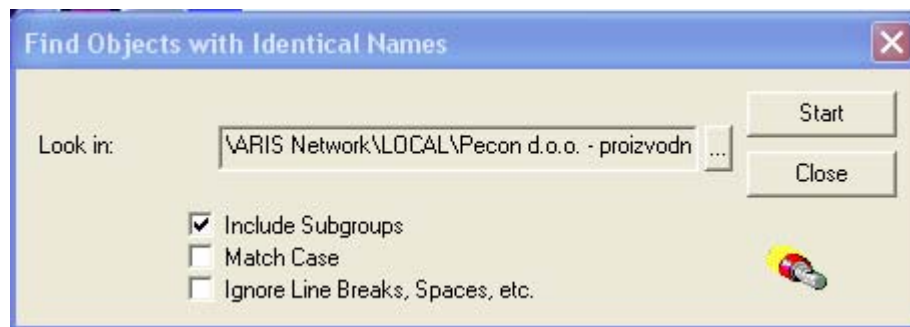 Find Objects with Identical Names
Start
Look in:
\ARIS Network\LOCAL\Pecon d.o.o. - proizvodn
...
Close
Include Subgroups
Match Case
Ignore Line Breaks, Spaces, etc.